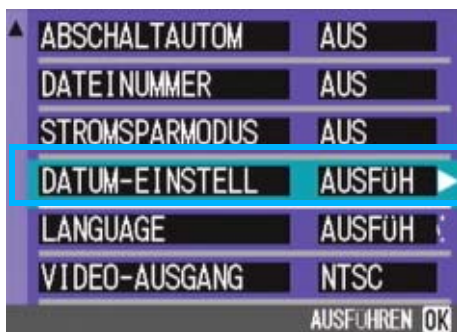 ABSCHALTAUTOM AUS
DATEINUMMER AUS
STROMSPARMODUS AUS
DATUM-EINSTELL AUSFÜH
LANGUAGE AUSFÜH
VIDEO-AUSGANG NTSC
AUSFÜHREN OK